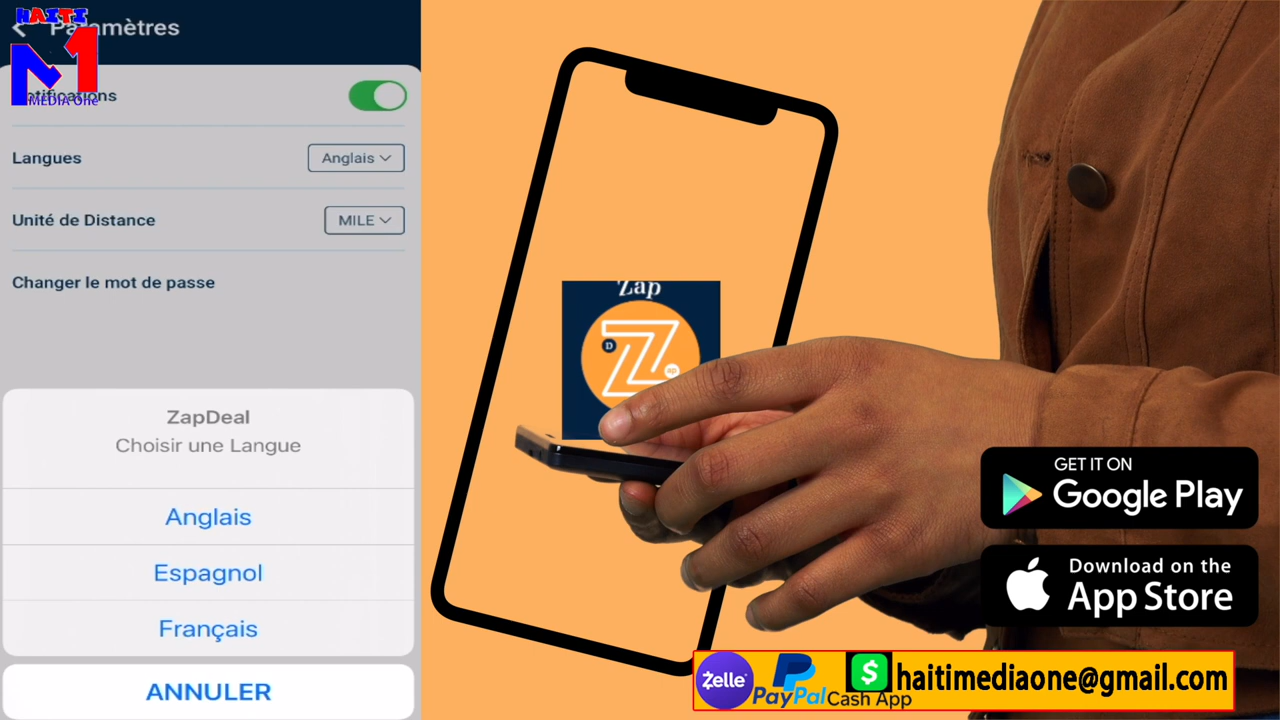 HAITI
Paramètres
MEDIA One
Notifications
Langues
Anglais
Unité de Distance
MILE
Changer le mot de passe
ZapDeal
Choisir une Langue
Anglais
Espagnol
Français
ANNULER
Zap
D
ap
GET IT ON
Google Play
Download on the
App Store
Zelle
PayPal
$
Cash App
haitimediaone@gmail.com